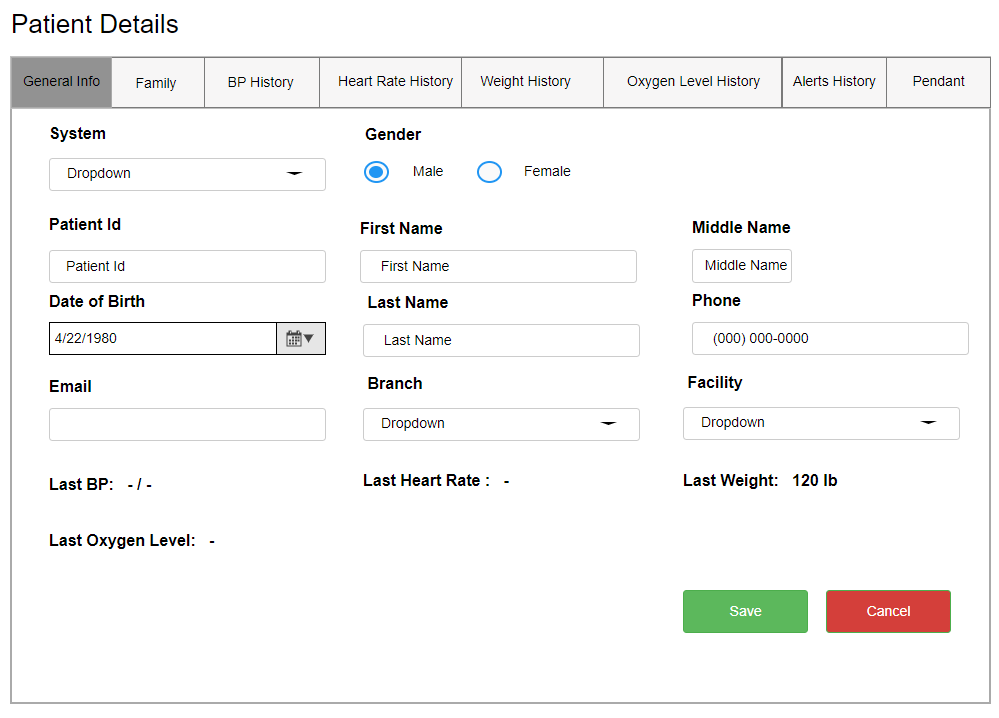 Patient Details
General Info Family BP History Heart Rate History Weight History Oxygen Level History Alerts History Pendant
System Gender
Dropdown Male Female
Patient Id First Name Middle Name
Patient Id First Name Middle Name
Date of Birth Last Name Phone
4/22/1980 Last Name (000) 000-0000
Email Branch Facility
Dropdown Dropdown
Last BP: - / - Last Heart Rate : - Last Weight: 120 lb
Last Oxygen Level: -
Save Cancel